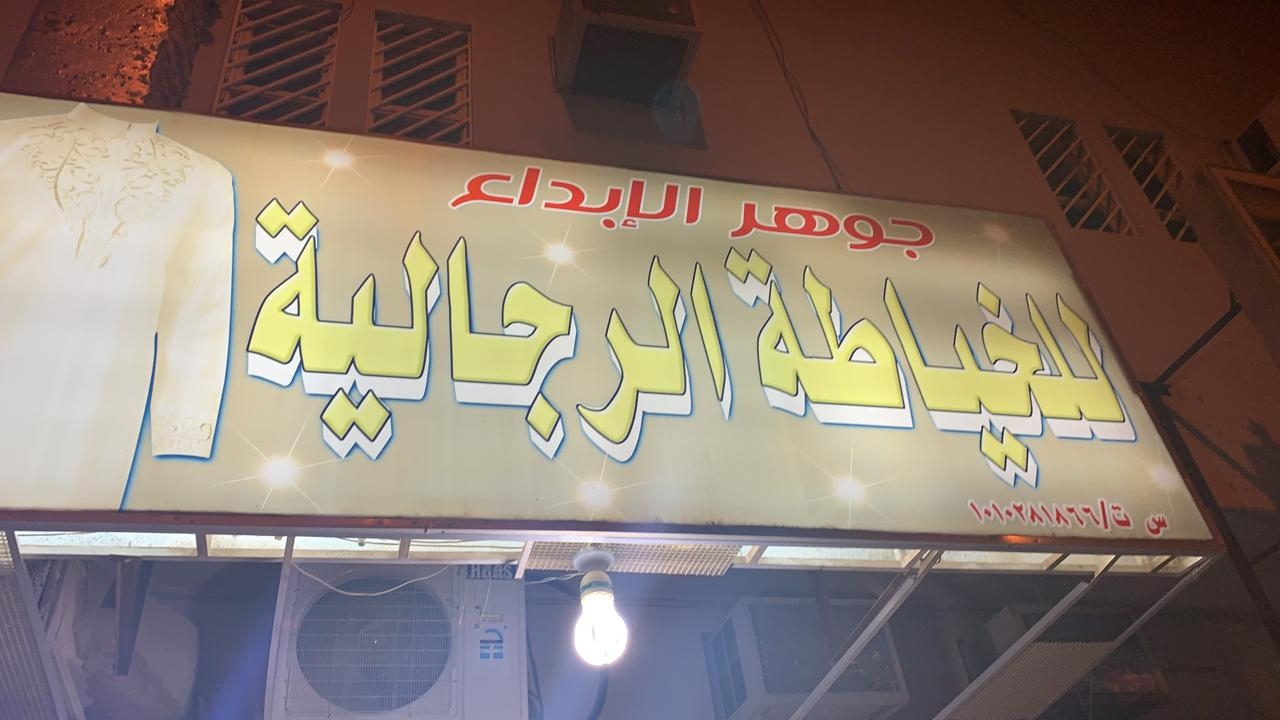 جوهر الإبداع
للخياطة الرجالية
س ت/١٠١٠٢٨١٨٦٦